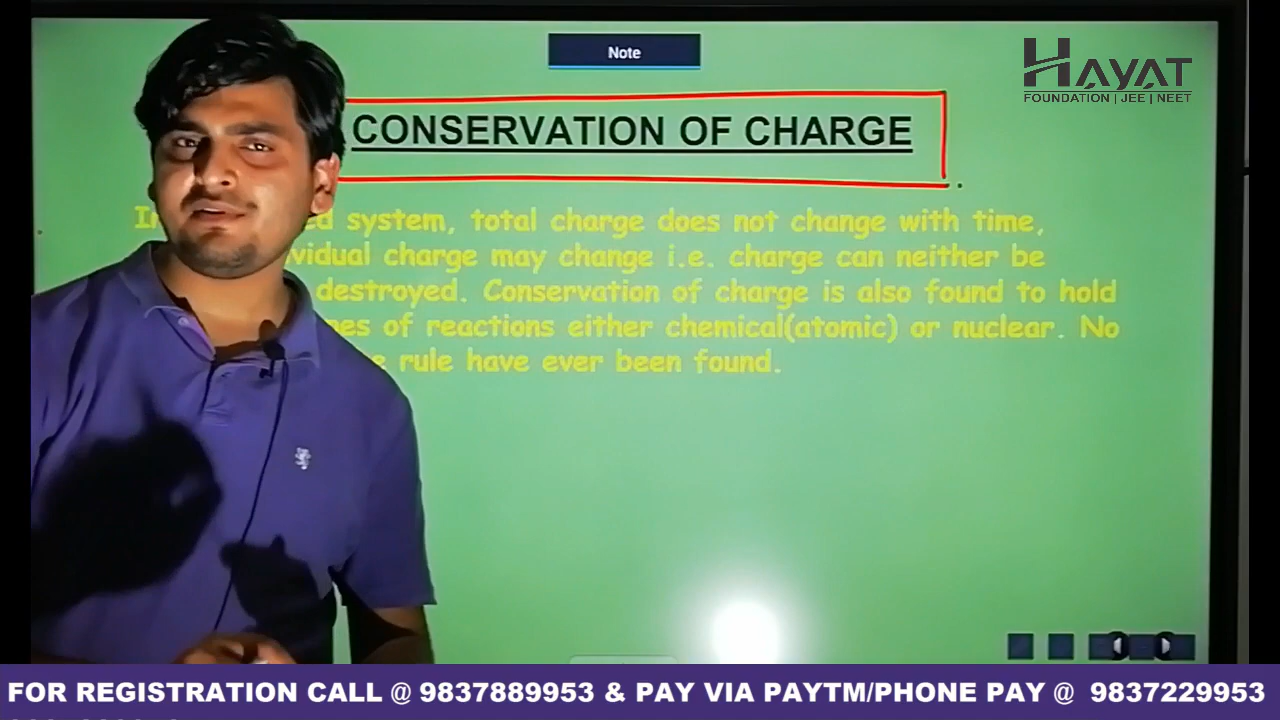 Note
HAYAT
FOUNDATION | JEE | NEET
CONSERVATION OF CHARGE
system, total charge does not change with time,
charge may change i.e. charge can neither be
destroyed. Conservation of charge is also found to hold
of reactions either chemical(atomic) or nuclear. No
rule have ever been found.
FOR REGISTRATION CALL @ 9837889953 & PAY VIA PAYTM/PHONE PAY @ 9837229953